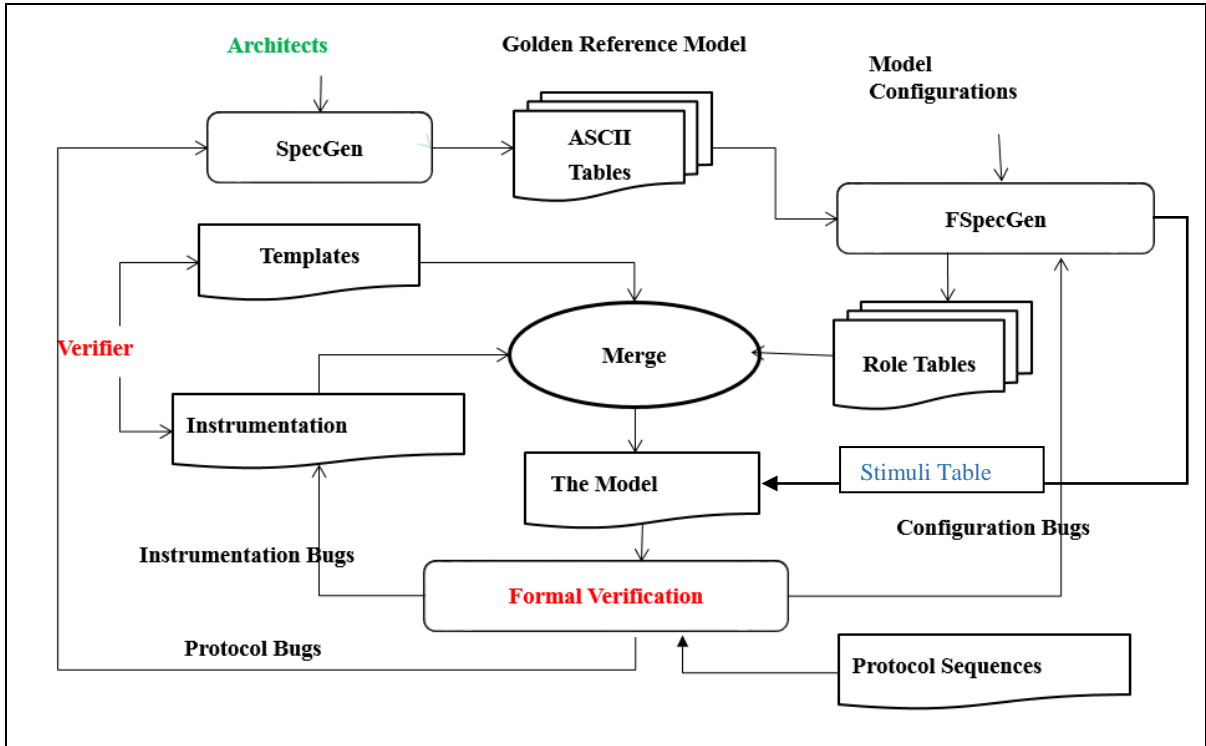 Architects
Golden Reference Model
Model
Configurations
SpecGen
ASCII
Tables
FSpecGen
Templates
Verifier
Merge
Role Tables
Instrumentation
The Model
Stimuli Table
Configuration Bugs
Instrumentation Bugs
Formal Verification
Protocol Bugs
Protocol Sequences